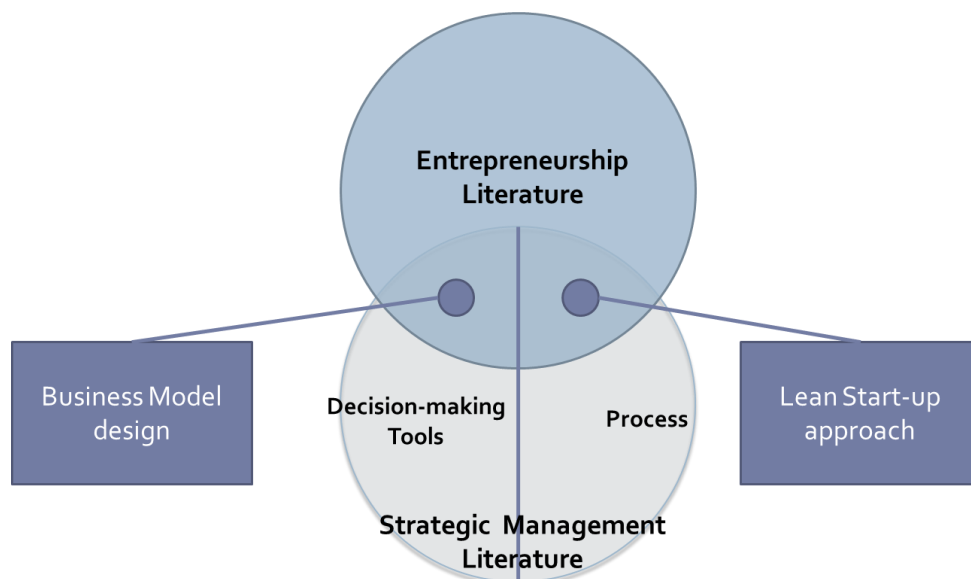 Entrepreneurship
Literature
Business Model
design
Decision-making
Tools
Process
Lean Start-up
approach
Strategic Management
Literature